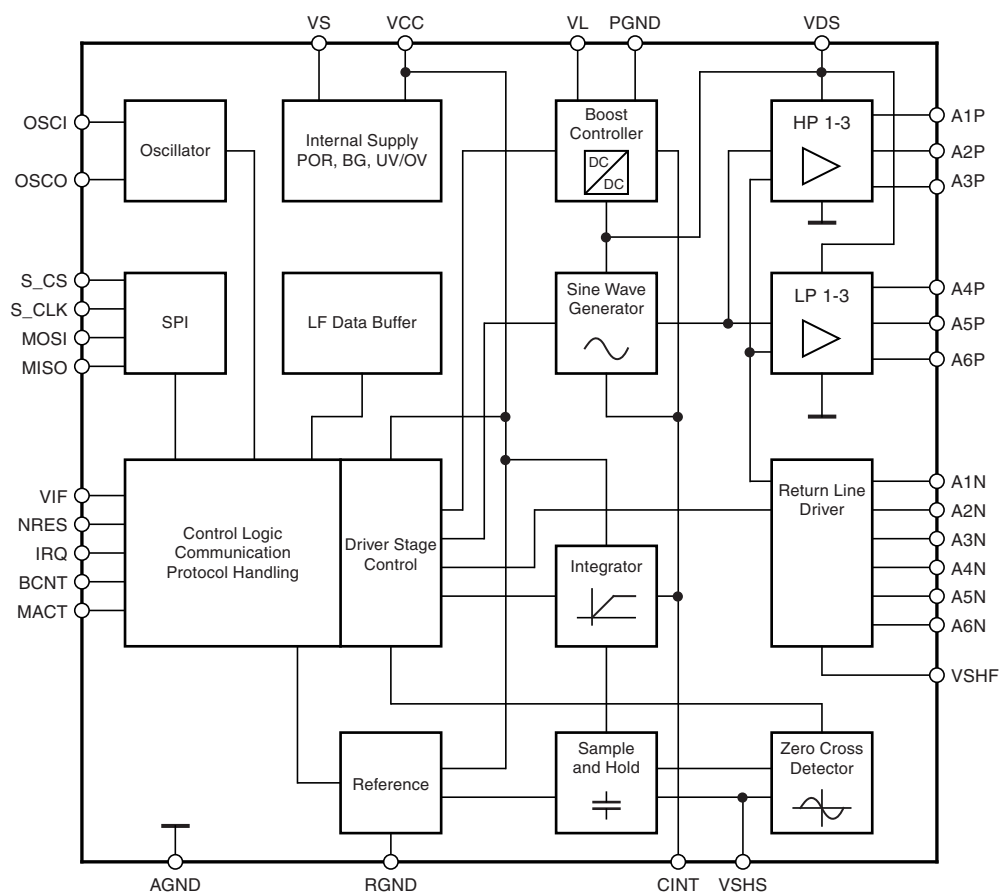 VS
VCC
VL
PGND
VDS
OSCI
OSCO
Oscillator
Internal Supply
POR, BG, UV/OV
Boost
Controller
DC
DC
HP 1-3
A1P
A2P
A3P
S_CS
S_CLK
MOSI
MISO
SPI
LF Data Buffer
Sine Wave
Generator
LP 1-3
A4P
A5P
A6P
VIF
NRES
IRQ
BCNT
MACT
Control Logic
Communication
Protocol Handling
Driver Stage
Control
Integrator
Return Line
Driver
A1N
A2N
A3N
A4N
A5N
A6N
VSHF
Reference
Sample
and Hold
Zero Cross
Detector
AGND
RGND
CINT
VSHS